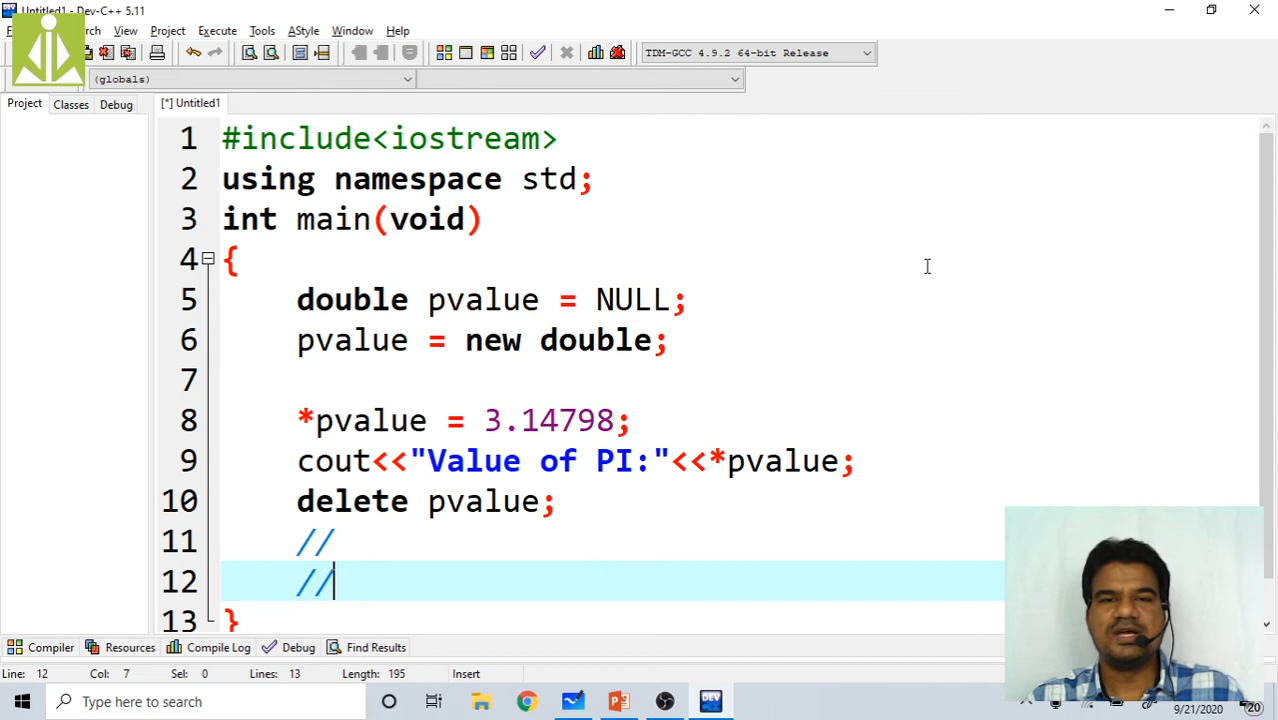 Untitled1 - Dev-C++ 5.11
rch View Project Execute Tools AStyle Window Help
TDM-GCC 4.9.2 64-bit Release
(globals)
Project Classes Debug [*] Untitled1
1 #include<iostream>
2 using namespace std;
3 int main(void)
4 {
5 double pvalue = NULL;
6 pvalue = new double;
7
8 *pvalue = 3.14798;
9 cout<<"Value of PI:"<<*pvalue;
10 delete pvalue;
11 //
12 //
13 }
Compiler Resources Compile Log Debug Find Results
Line: 12 Col: 7 Sel: 0 Lines: 13 Length: 195 Insert
Type here to search DEV 9/21/2020 20